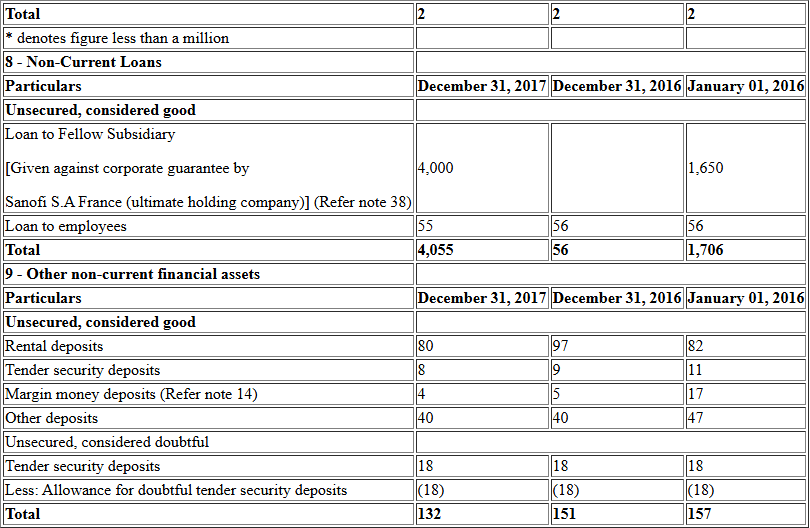 Total 2 2 2
* denotes figure less than a million
8 - Non-Current Loans
Particulars December 31, 2017 December 31, 2016 January 01, 2016
Unsecured, considered good
Loan to Fellow Subsidiary
[Given against corporate guarantee by 4,000 1,650
Sanofi S.A France (ultimate holding company)] (Refer note 38)
Loan to employees 55 56 56
Total 4,055 56 1,706
9 - Other non-current financial assets
Particulars December 31, 2017 December 31, 2016 January 01, 2016
Unsecured, considered good
Rental deposits 80 97 82
Tender security deposits 8 9 11
Margin money deposits (Refer note 14) 4 5 17
Other deposits 40 40 47
Unsecured, considered doubtful
Tender security deposits 18 18 18
Less: Allowance for doubtful tender security deposits (18) (18) (18)
Total 132 151 157